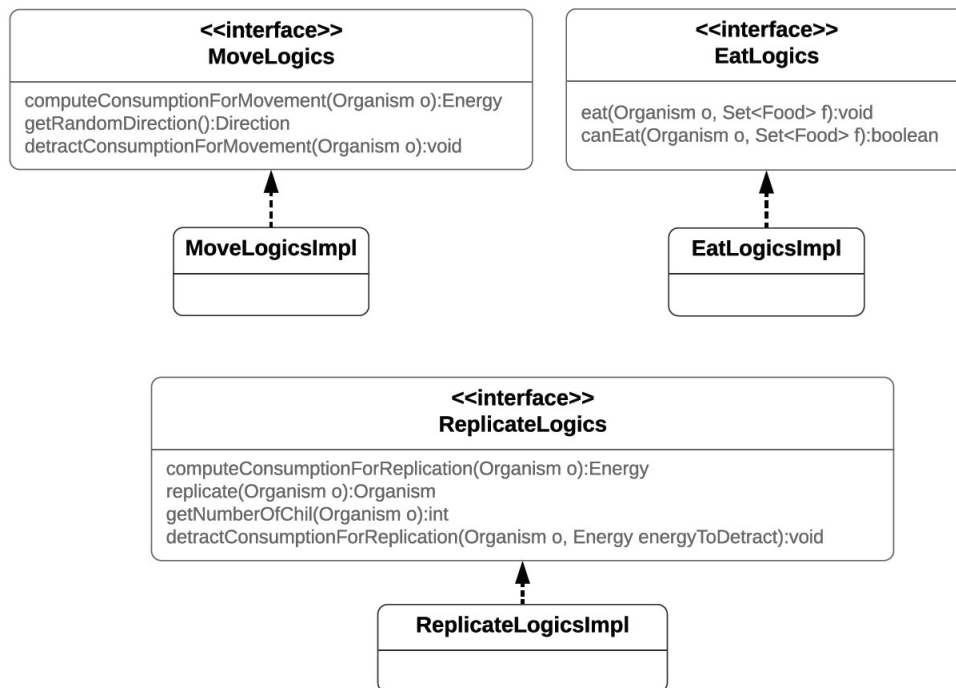 <<interface>>
MoveLogics
computeConsumptionForMovement(Organism o):Energy
getRandomDirection():Direction
detractConsumptionForMovement(Organism o):void
MoveLogicsImpl
<<interface>>
EatLogics
eat(Organism o, Set<Food> f):void
canEat(Organism o, Set<Food> f):boolean
EatLogicsImpl
<<interface>>
ReplicateLogics
computeConsumptionForReplication(Organism o):Energy
replicate(Organism o):Organism
getNumberOfChil(Organism o):int
detractConsumptionForReplication(Organism o, Energy energyToDetract):void
ReplicateLogicsImpl